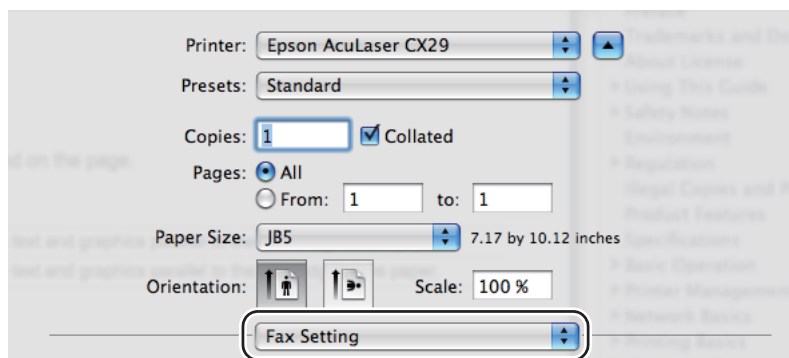 Printer: Epson AcuLaser CX29
Presets: Standard
Copies: 1 Collated
Pages: All
From: 1 to: 1
Paper Size: JB5 7.17 by 10.12 inches
Orientation: Scale: 100 %
Fax Setting
Trademarks and
About License
Using This Guide
Safety Notes
Environment
Regulation
Illegal Copies and
Product Features
Specifications
Basic Operation
Printer Management
Network Basics
Printing Basics
on the page.
text and graphics
text and graphics parallel to the